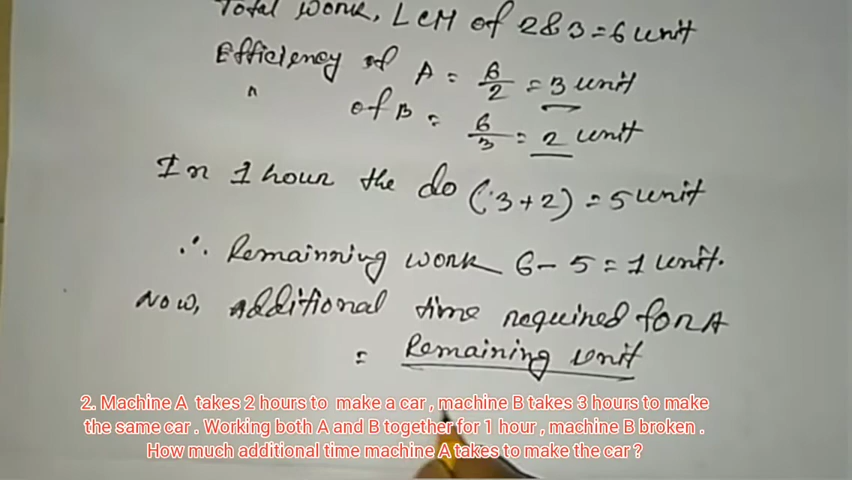 Total work, LCM of 2&3=6 unit
Efficiency of A = 6/2 = 3 unit
" of B = 6/3 = 2 unit
In 1 hour the do (3+2) = 5 unit
∴ Remainning work 6-5=1 unit.
Now, Additional time required for A
= Remaining unit
2. Machine A takes 2 hours to make a car , machine B takes 3 hours to make
the same car . Working both A and B together for 1 hour , machine B broken .
How much additional time machine A takes to make the car ?